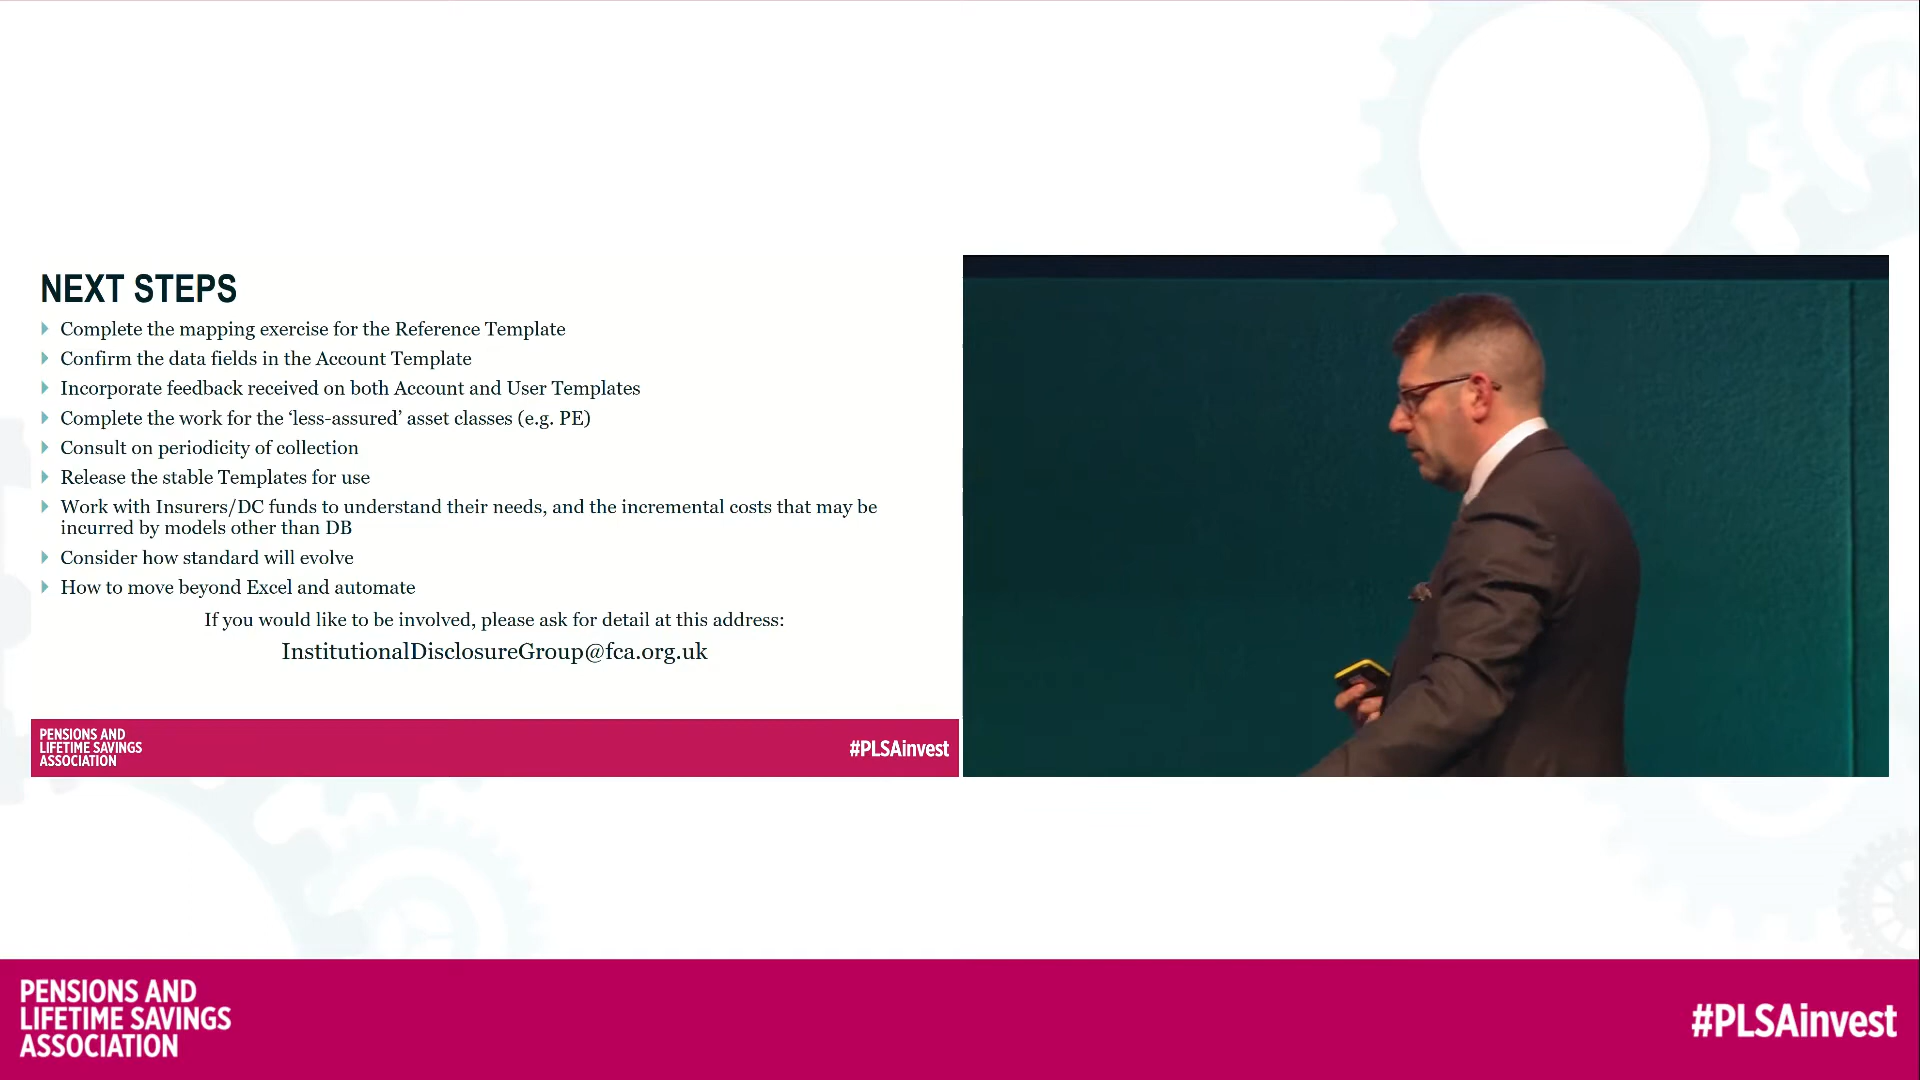 NEXT STEPS
Complete the mapping exercise for the Reference Template
Confirm the data fields in the Account Template
Incorporate feedback received on both Account and User Templates
Complete the work for the ‘less-assured’ asset classes (e.g. PE)
Consult on periodicity of collection
Release the stable Templates for use
Work with Insurers/DC funds to understand their needs, and the incremental costs that may be
incurred by models other than DB
Consider how standard will evolve
How to move beyond Excel and automate
If you would like to be involved, please ask for detail at this address:
InstitutionalDisclosureGroup@fca.org.uk
PENSIONS AND
LIFETIME SAVINGS
ASSOCIATION
#PLSAinvest
PENSIONS AND
LIFETIME SAVINGS
ASSOCIATION
#PLSAinvest